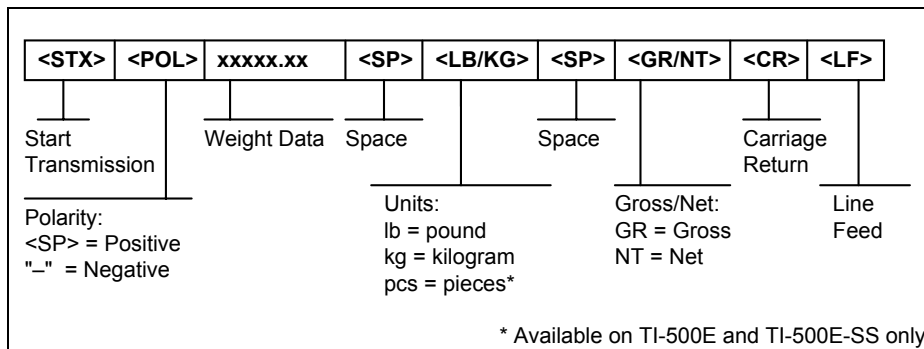 <STX> <POL> xxxxx.xx <SP> <LB/KG> <SP> <GR/NT> <CR> <LF>
Start
Transmission
Weight Data
Space
Space
Carriage
Return
Polarity:
<SP> = Positive
"–" = Negative
Units:
lb = pound
kg = kilogram
pcs = pieces*
Gross/Net:
GR = Gross
NT = Net
Line
Feed
* Available on TI-500E and TI-500E-SS only